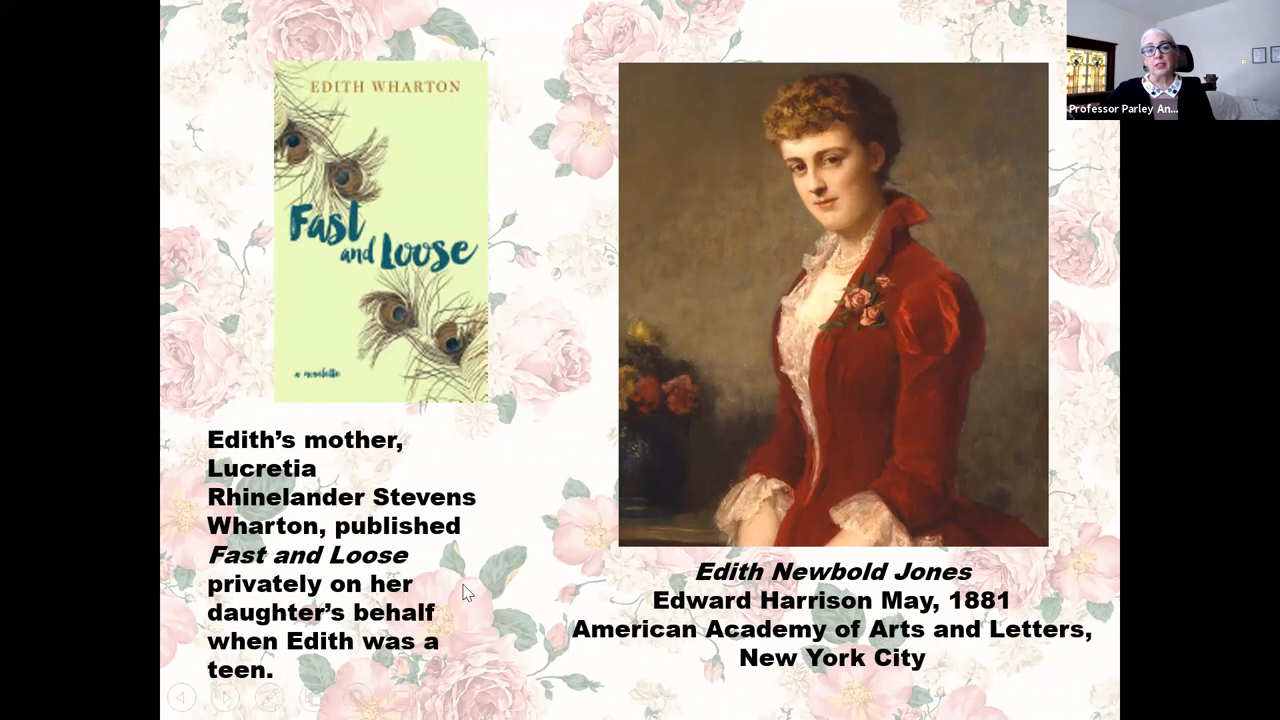 EDITH WHARTON
Fast
and Loose
a novelette
Edith’s mother,
Lucretia
Rhinelander Stevens
Wharton, published
Fast and Loose
privately on her
daughter’s behalf
when Edith was a
teen.
Edith Newbold Jones
Edward Harrison May, 1881
American Academy of Arts and Letters,
New York City
Professor Parley An...